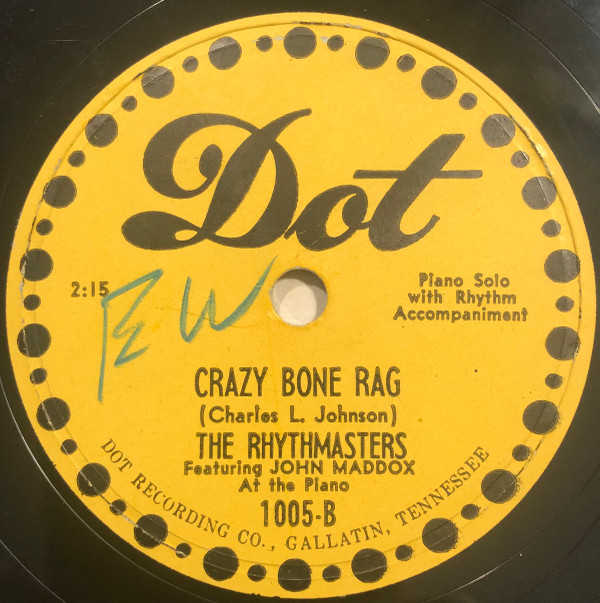 Dot
2:15
EW
Piano Solo
with Rhythm
Accompaniment
CRAZY BONE RAG
(Charles L. Johnson)
THE RHYTHMASTERS
Featuring JOHN MADDOX
At the Piano
1005-B
DOT RECORDING CO., GALLATIN, TENNESSEE